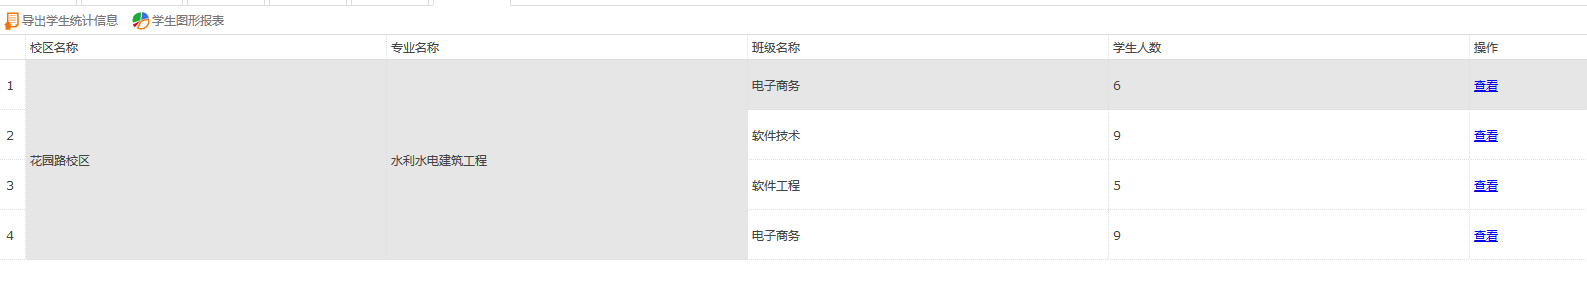 导出学生统计信息 学生图形报表
校区名称 专业名称 班级名称 学生人数 操作
1 电子商务 6 查看
2 软件技术 9 查看
花园路校区 水利水电建筑工程
3 软件工程 5 查看
4 电子商务 9 查看